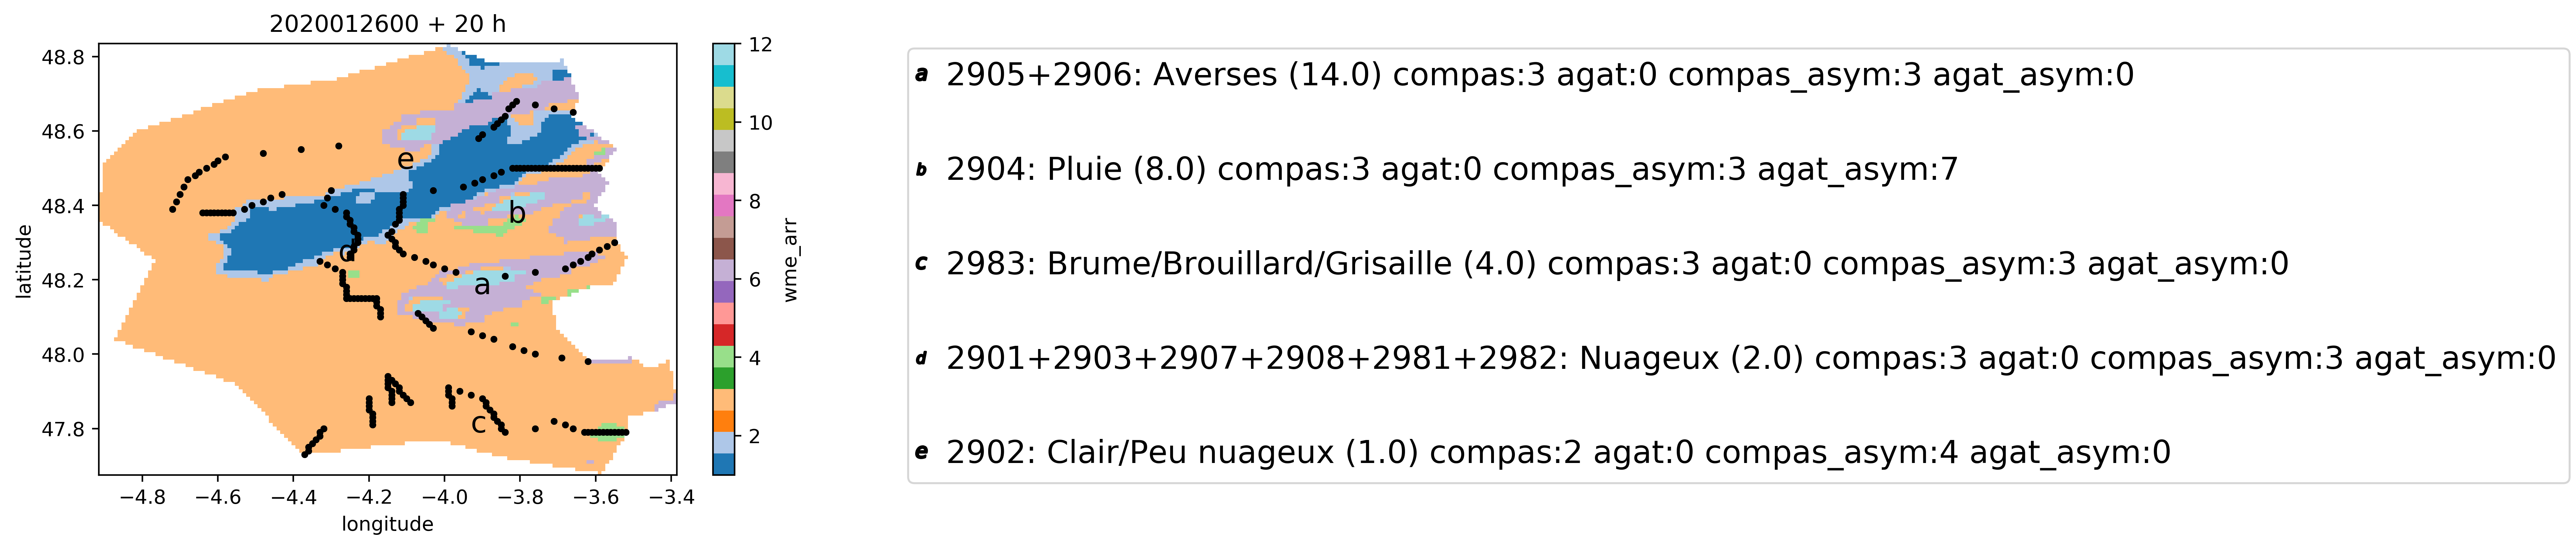 2020012600 + 20 h
48.8
48.6
48.4
48.2
48.0
47.8
latitude
−4.8 −4.6 −4.4 −4.2 −4.0 −3.8 −3.6 −3.4
longitude
e
b
d
a
c
12
10
8
6
4
2
wme_arr
a 2905+2906: Averses (14.0) compas:3 agat:0 compas_asym:3 agat_asym:0
b 2904: Pluie (8.0) compas:3 agat:0 compas_asym:3 agat_asym:7
c 2983: Brume/Brouillard/Grisaille (4.0) compas:3 agat:0 compas_asym:3 agat_asym:0
d 2901+2903+2907+2908+2981+2982: Nuageux (2.0) compas:3 agat:0 compas_asym:3 agat_asym:0
e 2902: Clair/Peu nuageux (1.0) compas:2 agat:0 compas_asym:4 agat_asym:0